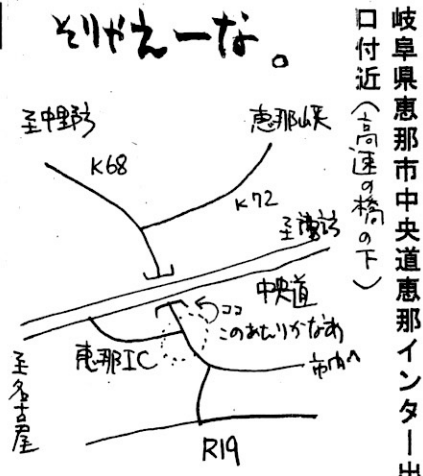 岐阜県恵那市中央道恵那インター出
口付近(高速の橋の下)
そりゃえーな。
至中野方
恵那峡
K68
K72
至諏訪
中央道
ココ
このあたりかなあ
恵那IC
市内へ
至名古屋
R19